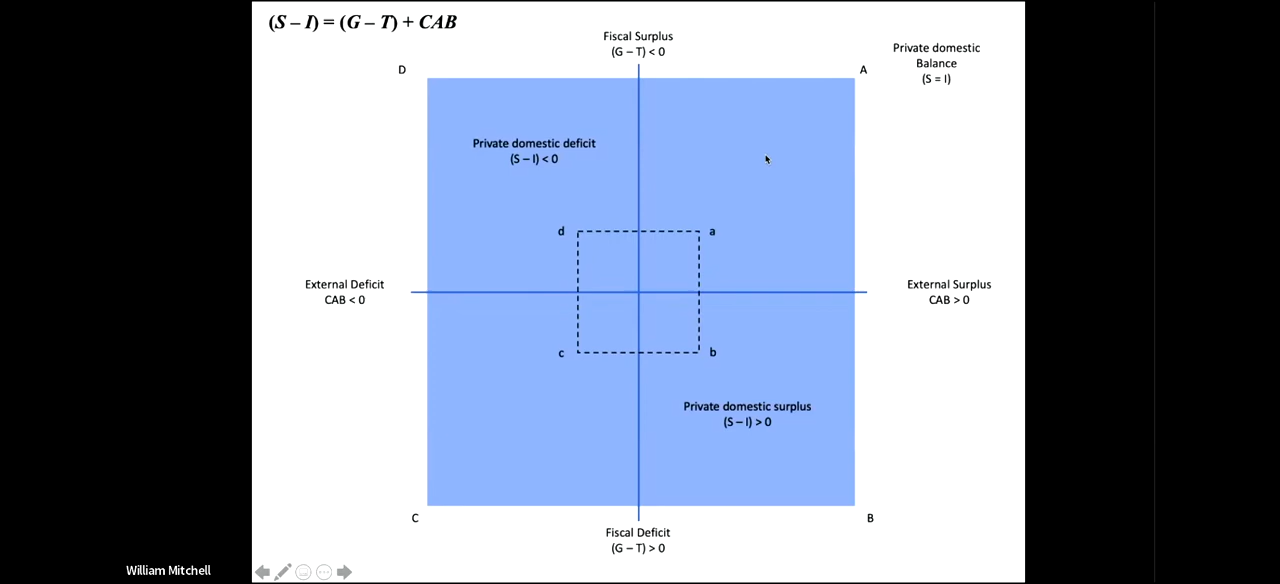 (S – I) = (G – T) + CAB
Fiscal Surplus
(G – T) < 0
Private domestic
Balance
(S = I)
D
A
Private domestic deficit
(S – I) < 0
d
a
External Deficit
CAB < 0
External Surplus
CAB > 0
c
b
Private domestic surplus
(S – I) > 0
C
B
Fiscal Deficit
(G – T) > 0
William Mitchell